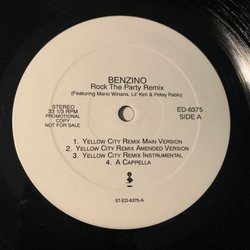 BENZINO
Rock The Party Remix
(Featuring Mario Winans, Lil' Kim & Petey Pablo)
STEREO
33 1/3 RPM
PROMOTIONAL
COPY
NOT FOR SALE
ED-6375
SIDE A
1. YELLOW CITY REMIX MAIN VERSION
2. YELLOW CITY REMIX AMENDED VERSION
3. YELLOW CITY REMIX INSTRUMENTAL
4. A CAPPELLA
ST-ED-6375-A